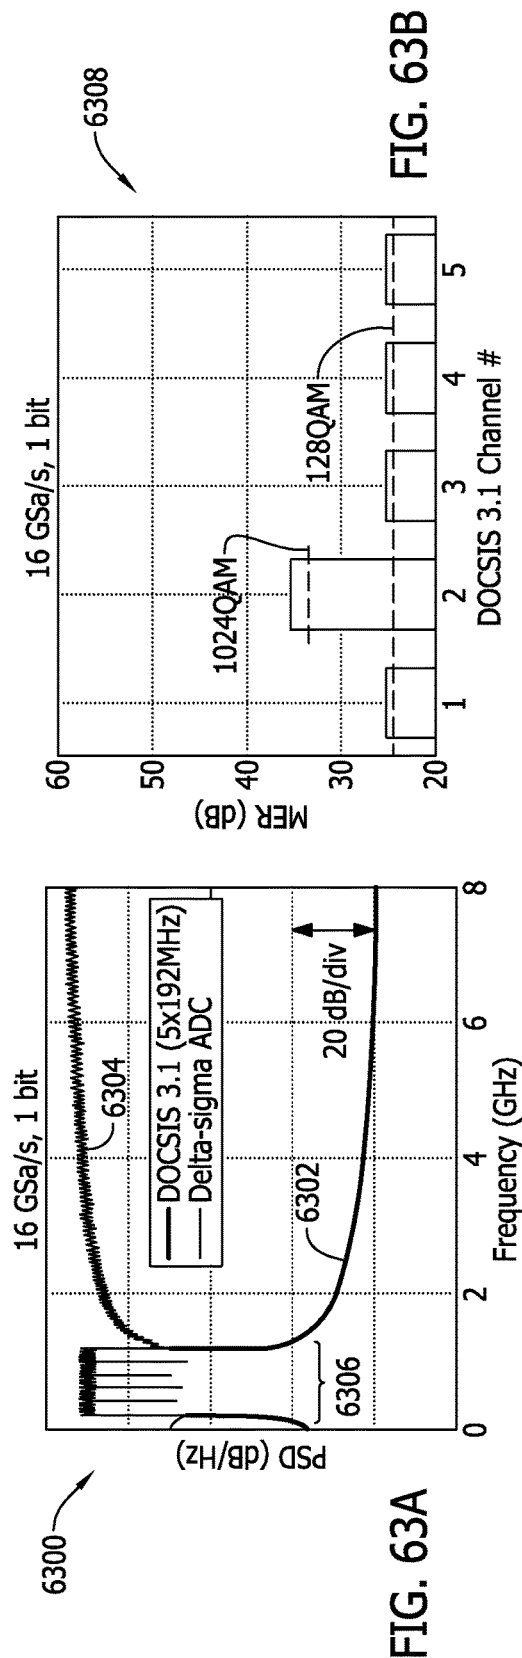 6300
16 GSa/s, 1 bit
PSD (dB/Hz)
6304
DOCSIS 3.1 (5x192MHz)
Delta-sigma ADC
6302
20 dB/div
6306
0
2
4
6
8
Frequency (GHz)
FIG. 63A
16 GSa/s, 1 bit
6308
MER (dB)
60
50
40
30
20
1024QAM
128QAM
1
2
3
4
5
DOCSIS 3.1 Channel #
FIG. 63B